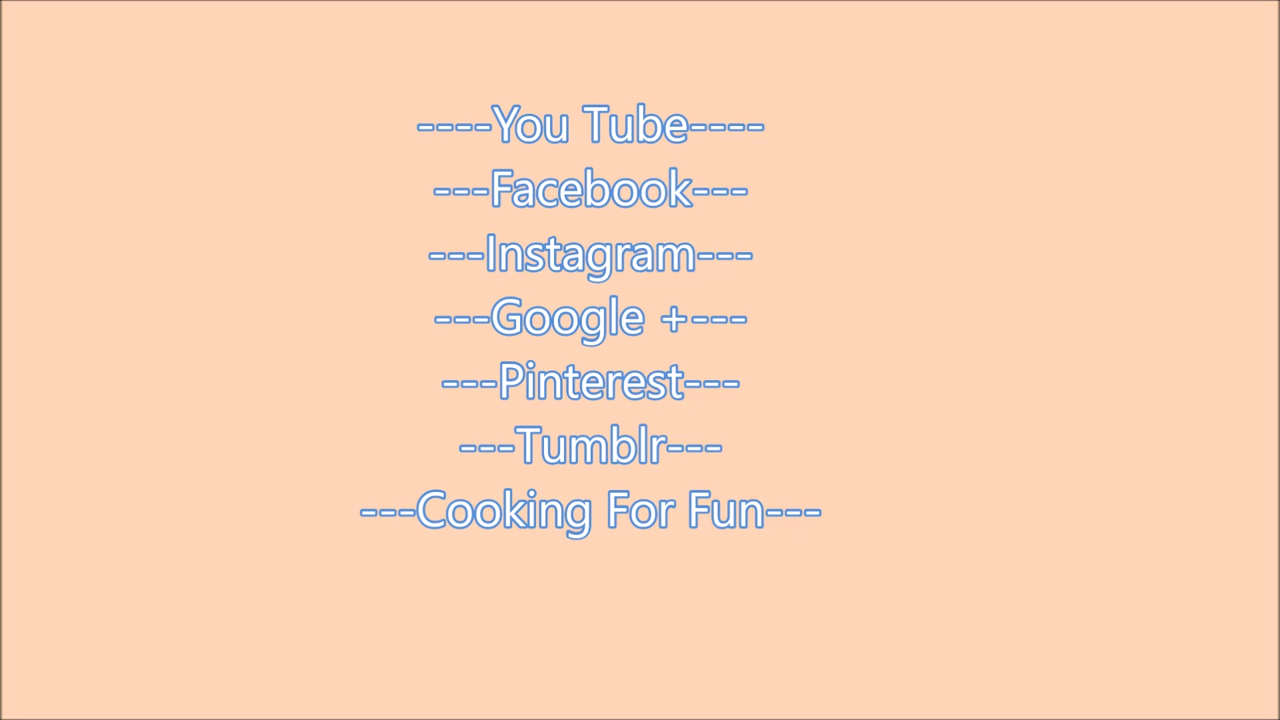 ----You Tube----
---Facebook---
---Instagram---
---Google +---
---Pinterest---
---Tumblr---
---Cooking For Fun---